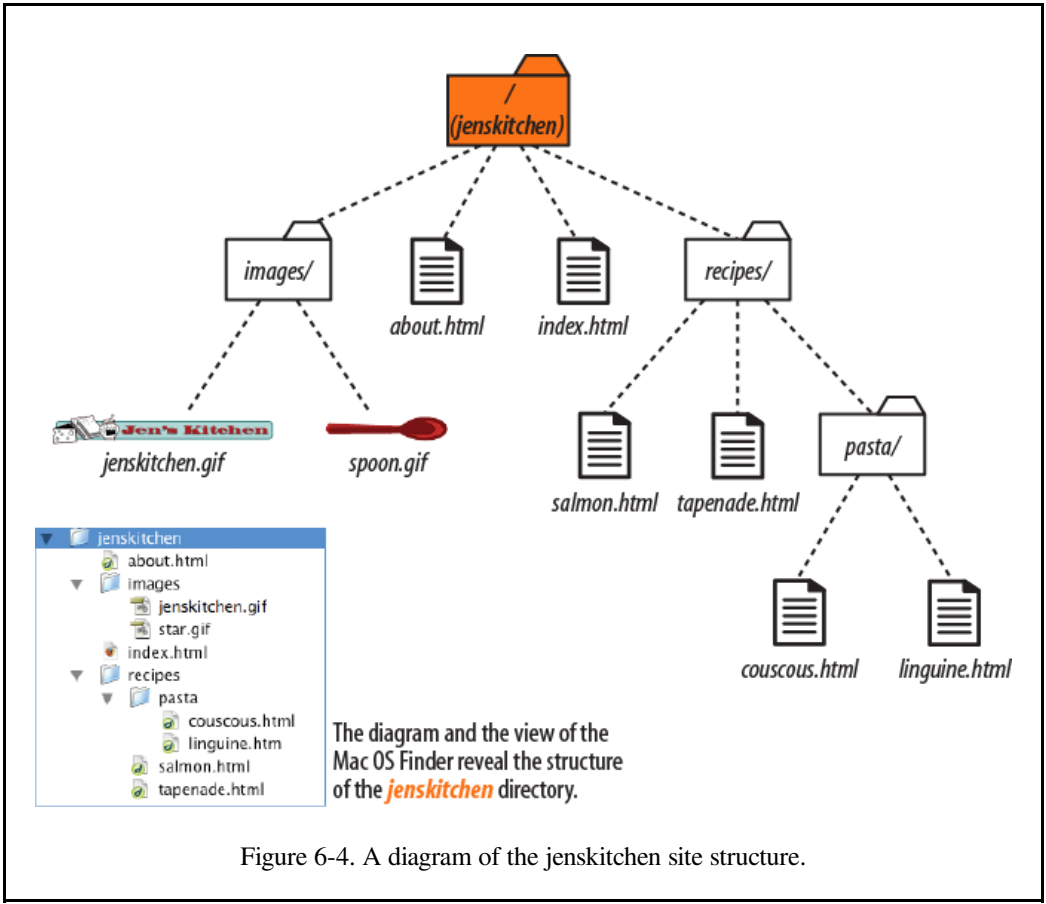 /
(jenskitchen)
images/
about.html
index.html
recipes/
Jen's Kitchen
jenskitchen.gif
spoon.gif
salmon.html
tapenade.html
pasta/
couscous.html
linguine.html
jenskitchen
about.html
images
jenskitchen.gif
star.gif
index.html
recipes
pasta
couscous.html
linguine.htm
salmon.html
tapenade.html
The diagram and the view of the
Mac OS Finder reveal the structure
of the jenskitchen directory.
Figure 6-4. A diagram of the jenskitchen site structure.